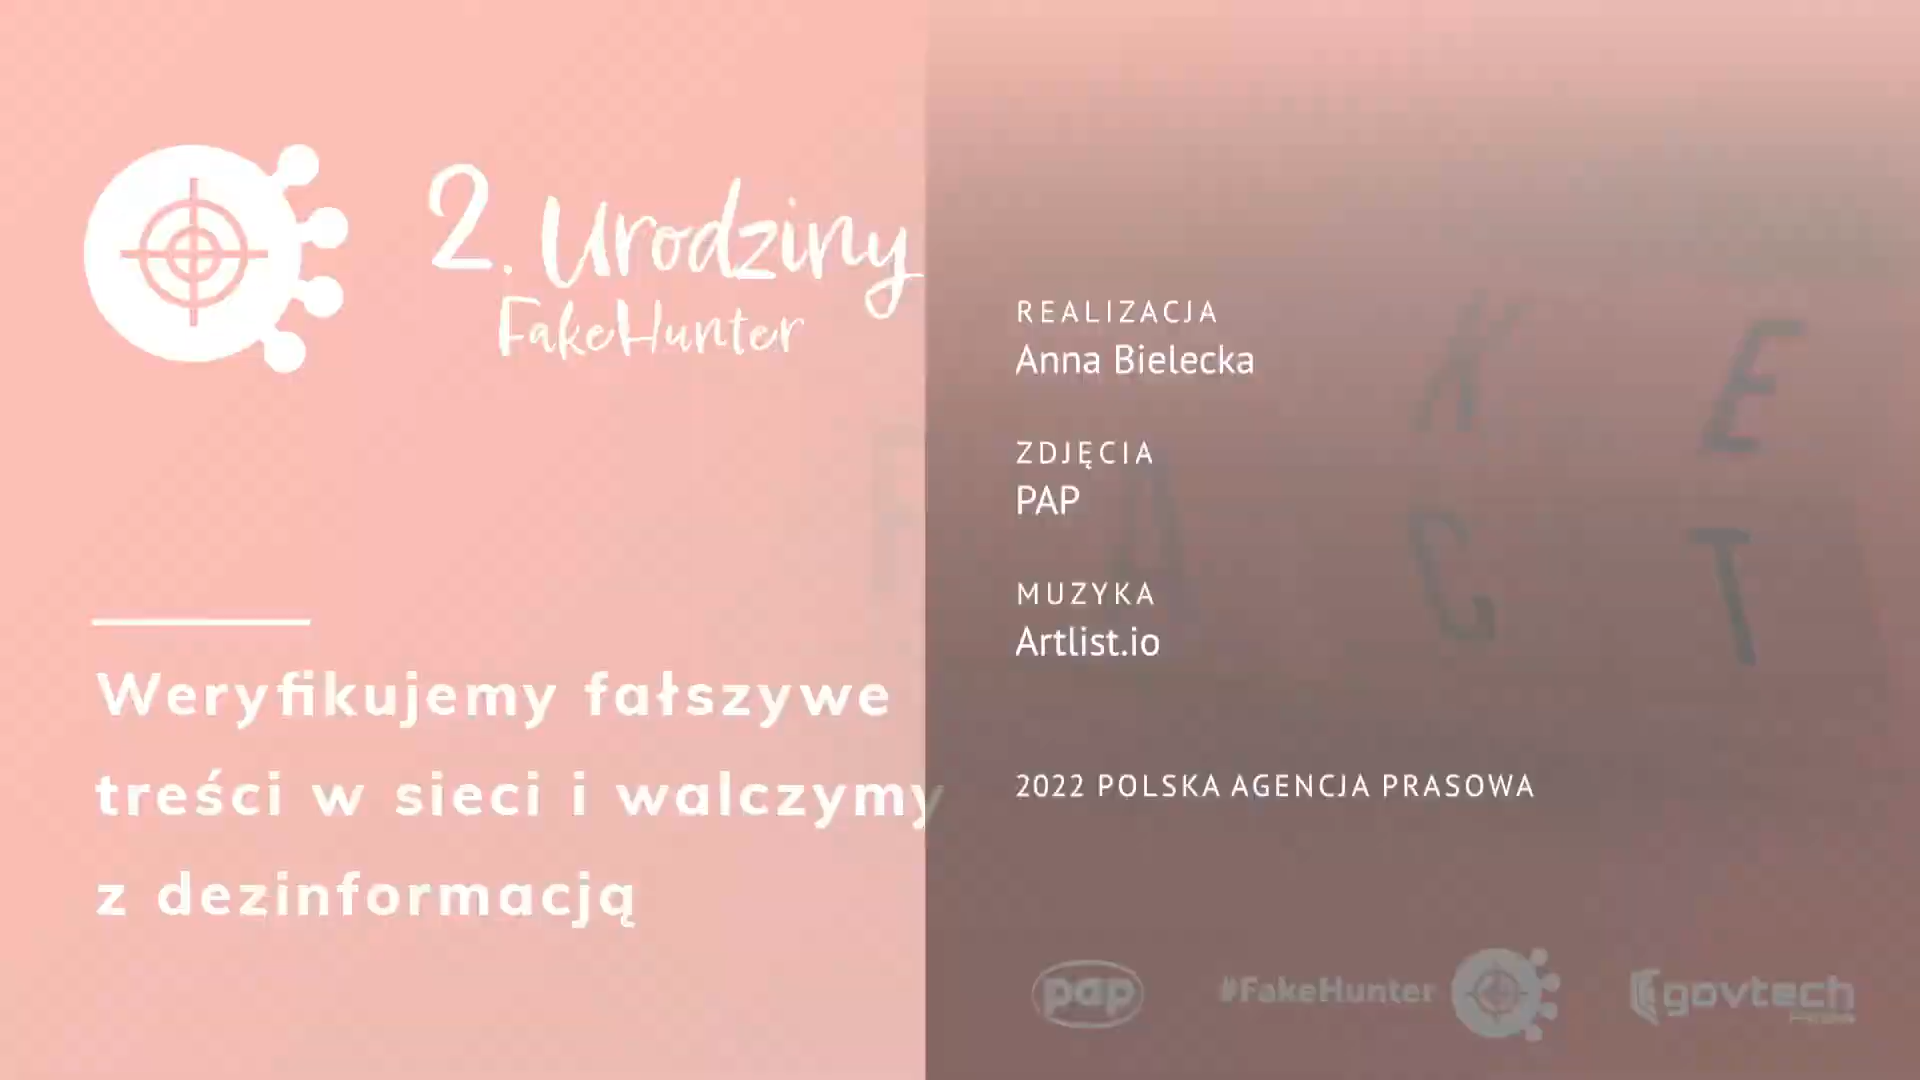 2. Urodziny
FakeHunter
Weryfikujemy fałszywe
treści w sieci i walczymy
z dezinformacją
REALIZACJA
Anna Bielecka
ZDJĘCIA
PAP
MUZYKA
Artlist.io
2022 POLSKA AGENCJA PRASOWA
K E
F A C T
pap #FakeHunter govtech